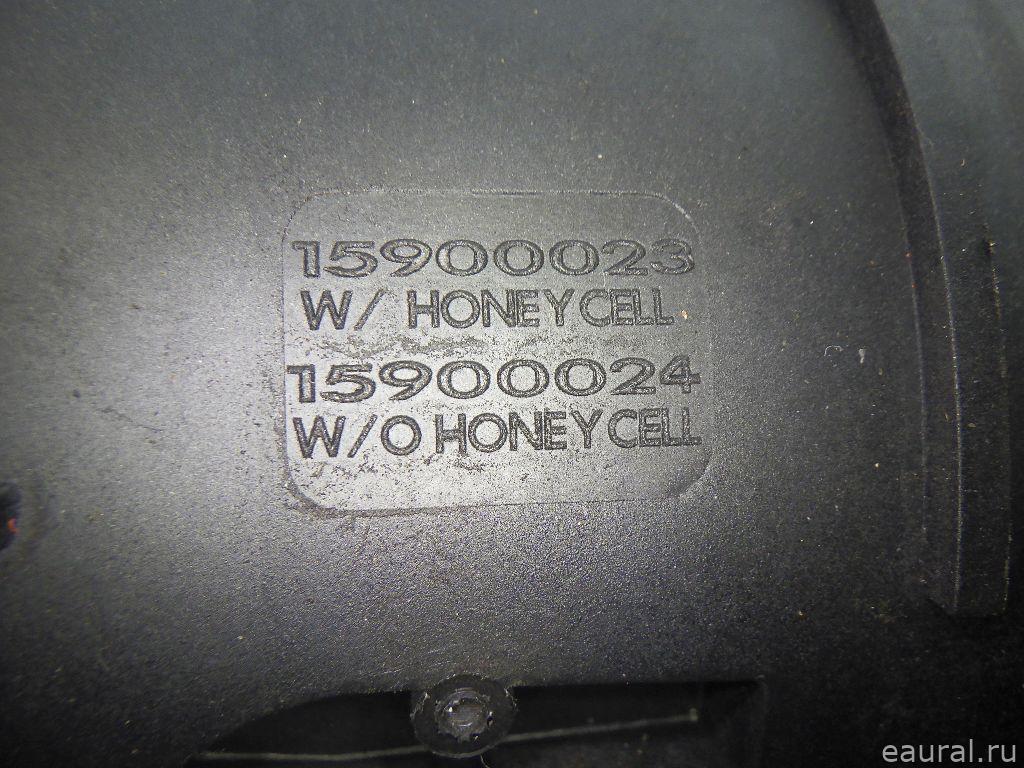 15900023
W/ HONEYCELL
15900024
W/O HONEYCELL
eaural.ru